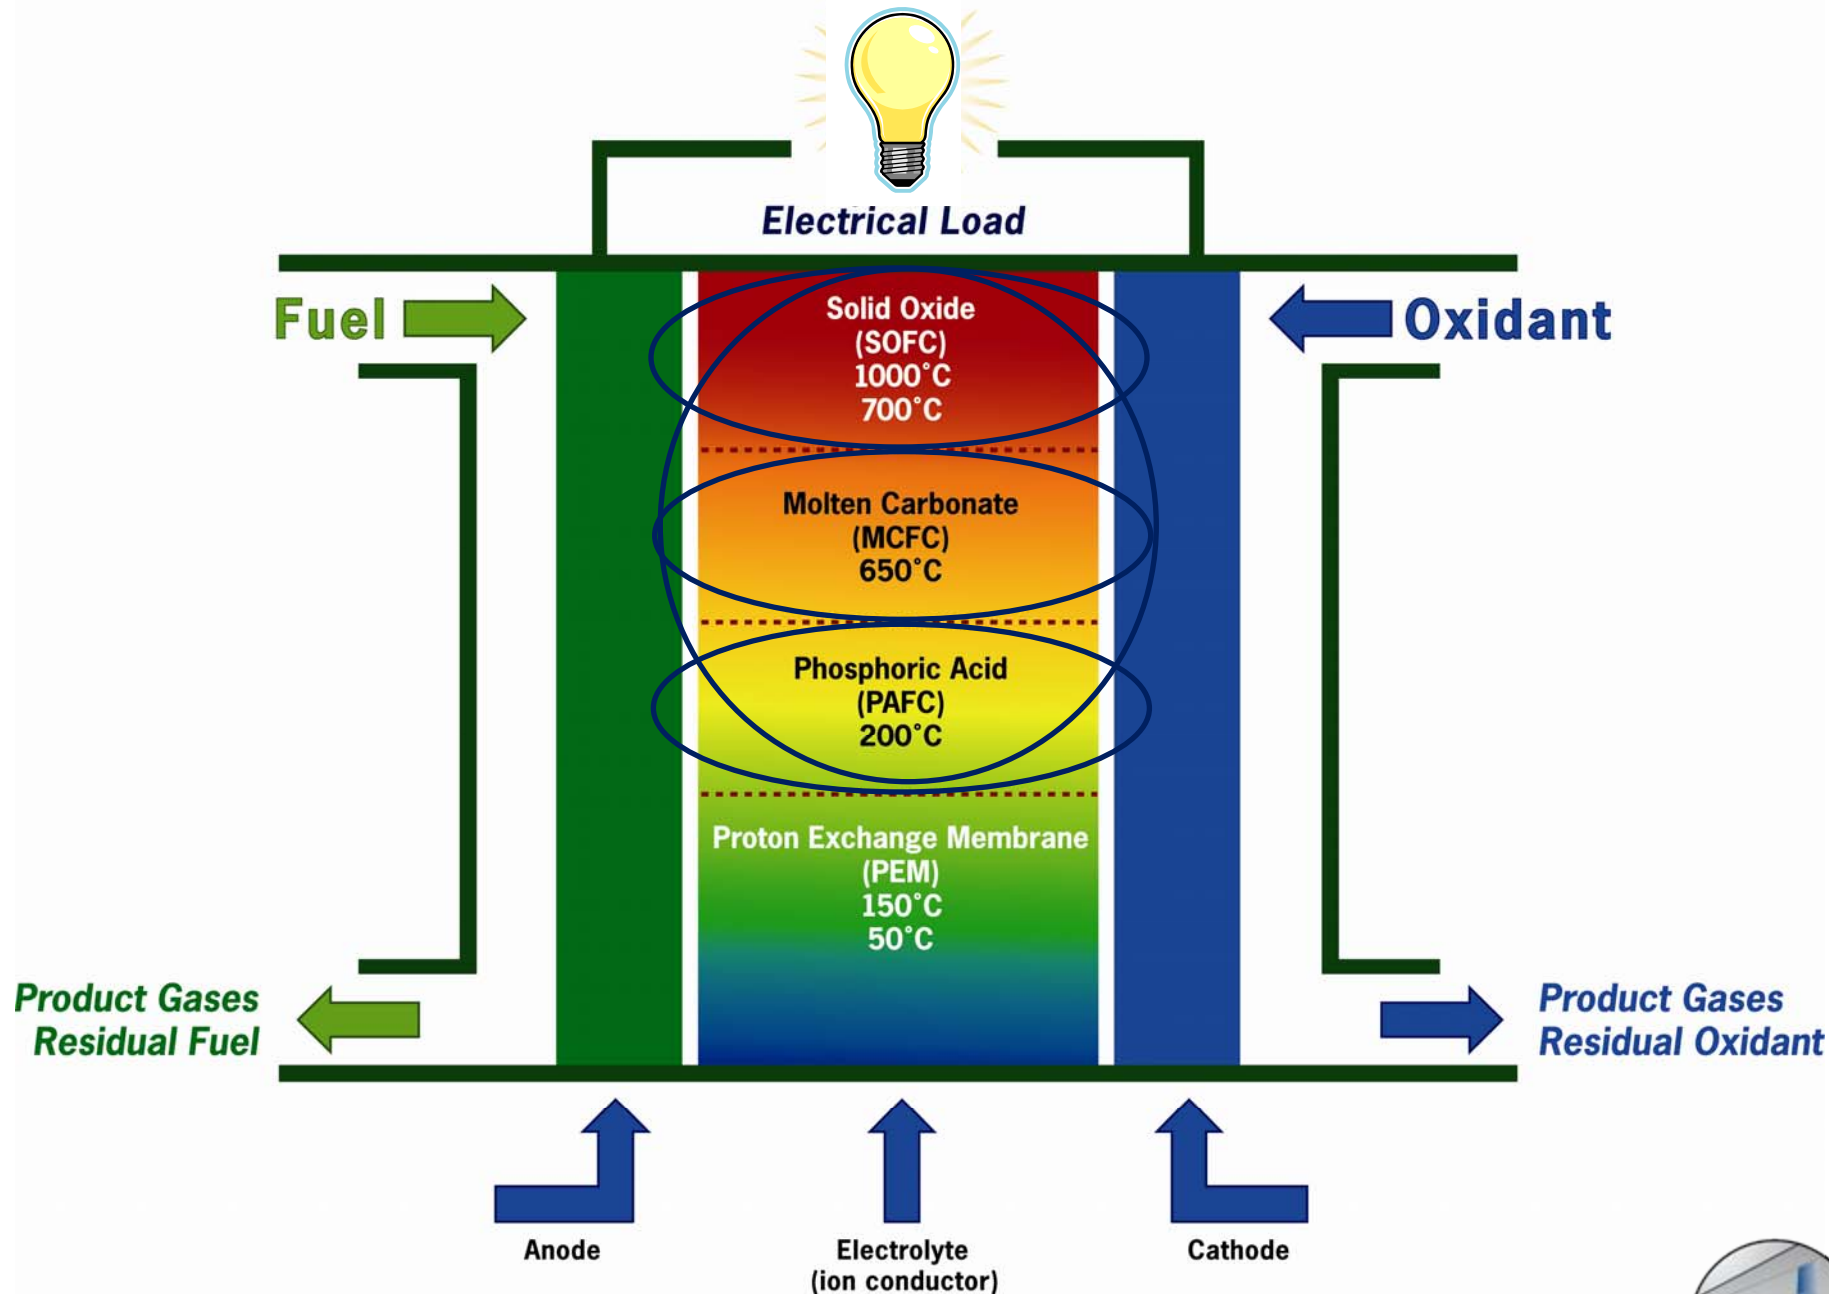 Electrical Load
Fuel
Oxidant
Solid Oxide
(SOFC)
1000˚C
700˚C
Molten Carbonate
(MCFC)
650˚C
Phosphoric Acid
(PAFC)
200˚C
Proton Exchange Membrane
(PEM)
150˚C
50˚C
Product Gases
Residual Fuel
Product Gases
Residual Oxidant
Anode
Electrolyte
(ion conductor)
Cathode